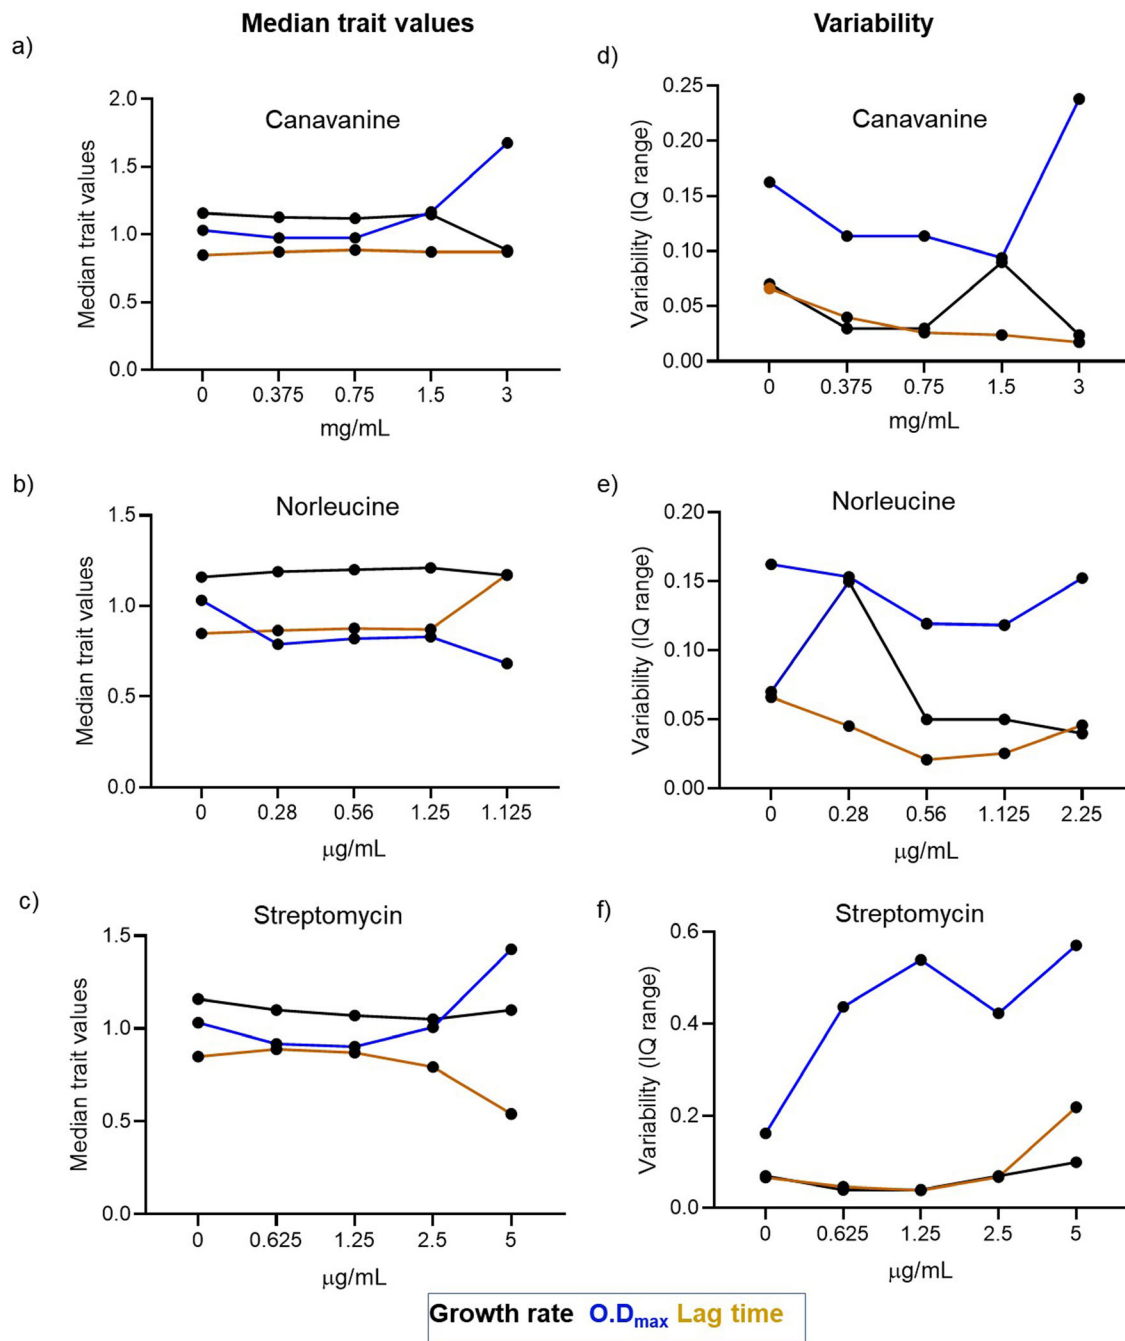 Median trait values
Variability
a)
Canavanine
Median trait values
2.0
1.5
1.0
0.5
0.0
0 0.375 0.75 1.5 3
mg/mL
d)
Canavanine
Variability (IQ range)
0.25
0.20
0.15
0.10
0.05
0.00
0 0.375 0.75 1.5 3
mg/mL
b)
Norleucine
Median trait values
1.5
1.0
0.5
0.0
0 0.28 0.56 1.25 1.125
μg/mL
e)
Norleucine
Variability (IQ range)
0.20
0.15
0.10
0.05
0.00
0 0.28 0.56 1.125 2.25
μg/mL
c)
Streptomycin
Median trait values
1.5
1.0
0.5
0.0
0 0.625 1.25 2.5 5
μg/mL
f)
Streptomycin
Variability (IQ range)
0.6
0.4
0.2
0.0
0 0.625 1.25 2.5 5
μg/mL
Growth rate O.Dmax Lag time